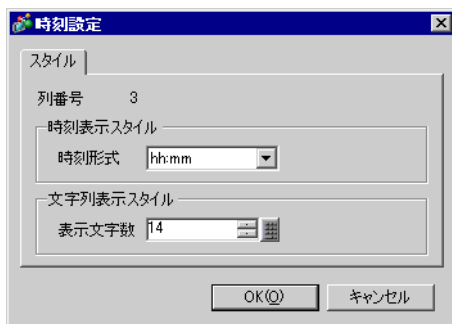 時刻設定
スタイル
列番号 3
時刻表示スタイル
時刻形式 hh:mm
文字列表示スタイル
表示文字数 14
OK(O) キャンセル